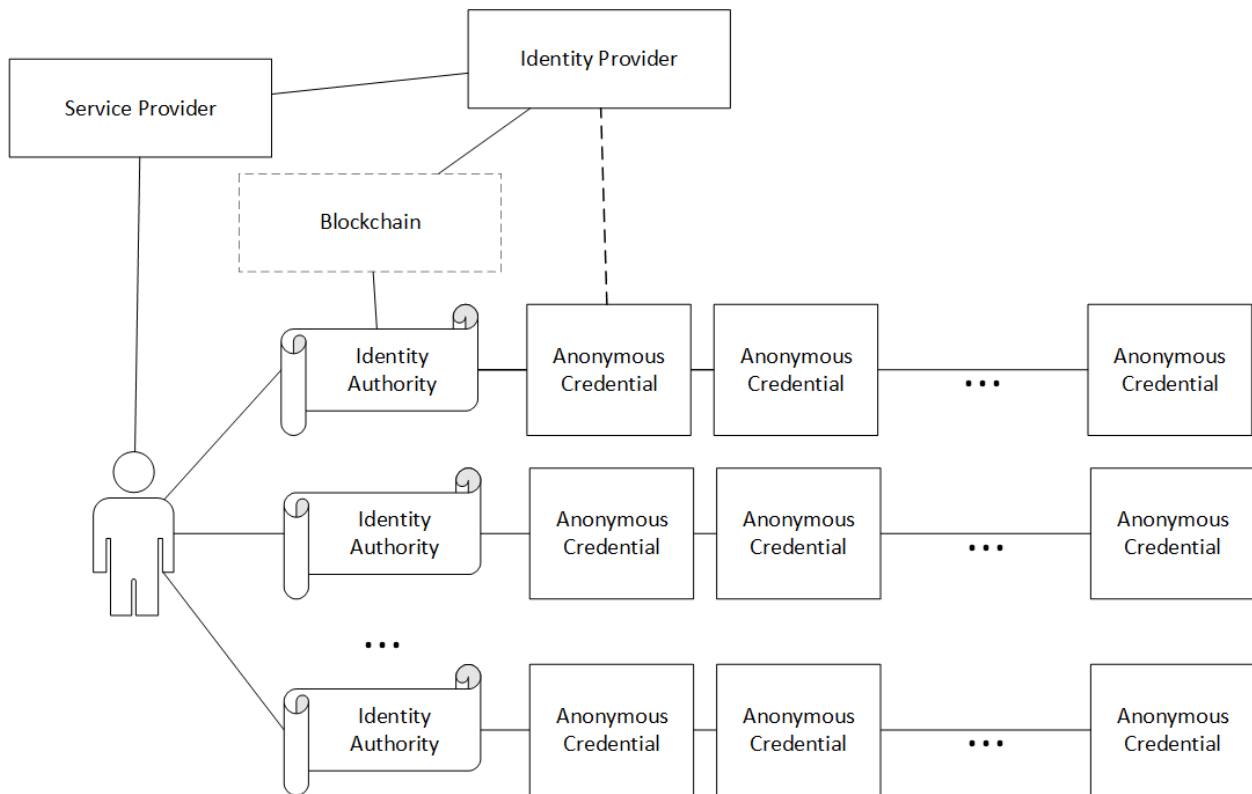 Identity Provider
Service Provider
Blockchain
Identity
Authority
Anonymous
Credential
Anonymous
Credential
...
Anonymous
Credential
Identity
Authority
Anonymous
Credential
Anonymous
Credential
...
Anonymous
Credential
...
Identity
Authority
Anonymous
Credential
Anonymous
Credential
...
Anonymous
Credential